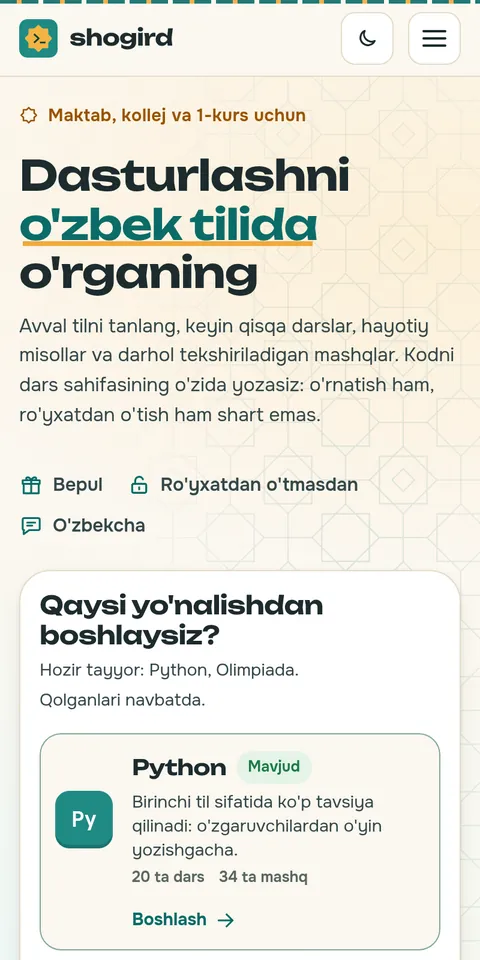 shogird
Maktab, kollej va 1-kurs uchun
Dasturlashni
o'zbek tilida
o'rganing
Avval tilni tanlang, keyin qisqa darslar, hayotiy
misollar va darhol tekshiriladigan mashqlar. Kodni
dars sahifasining o'zida yozasiz: o'rnatish ham,
ro'yxatdan o'tish ham shart emas.
Bepul
Ro'yxatdan o'tmasdan
O'zbekcha
Qaysi yo'nalishdan
boshlaysiz?
Hozir tayyor: Python, Olimpiada.
Qolganlari navbatda.
Python
Mavjud
Py
Birinchi til sifatida ko'p tavsiya
qilinadi: o'zgaruvchilardan o'yin
yozishgacha.
20 ta dars 34 ta mashq
Boshlash →